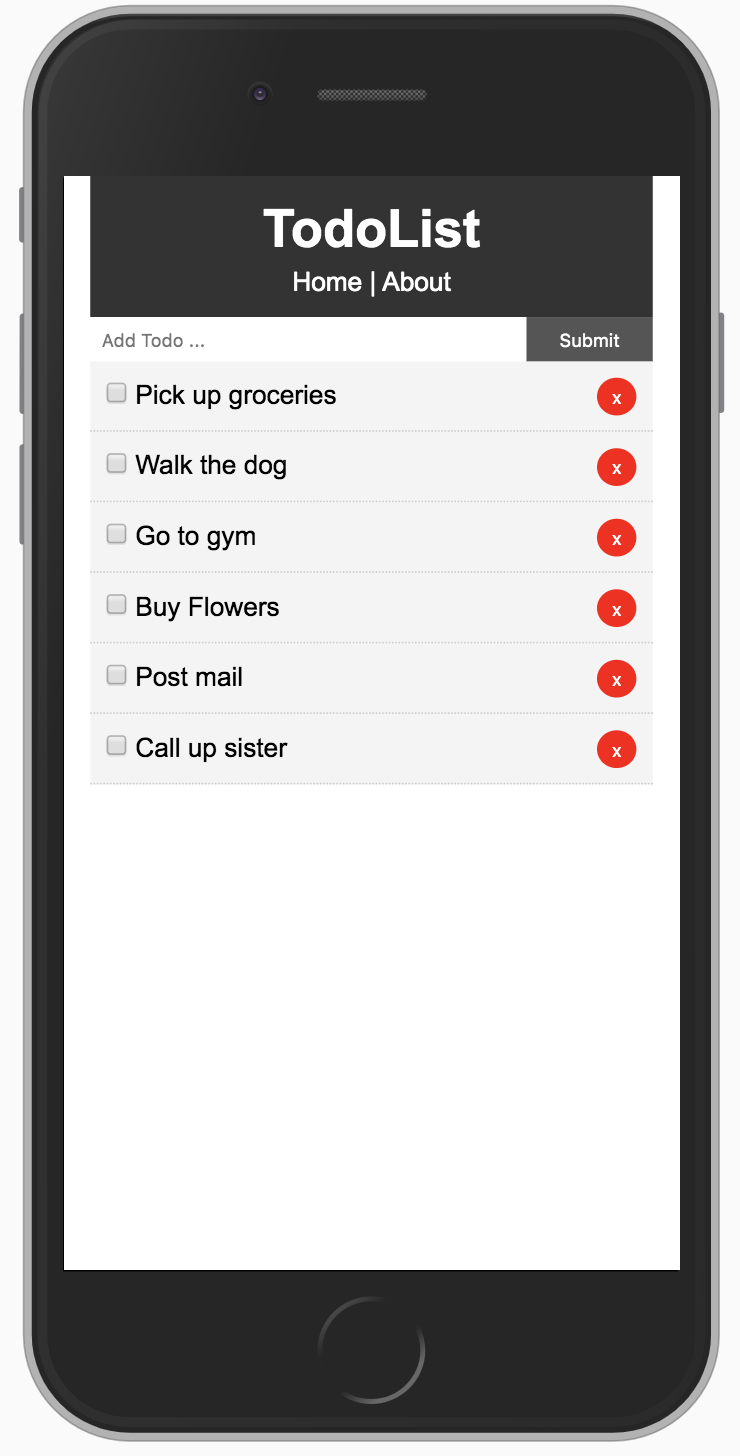 TodoList
Home | About
Add Todo ... Submit
Pick up groceries x
Walk the dog x
Go to gym x
Buy Flowers x
Post mail x
Call up sister x